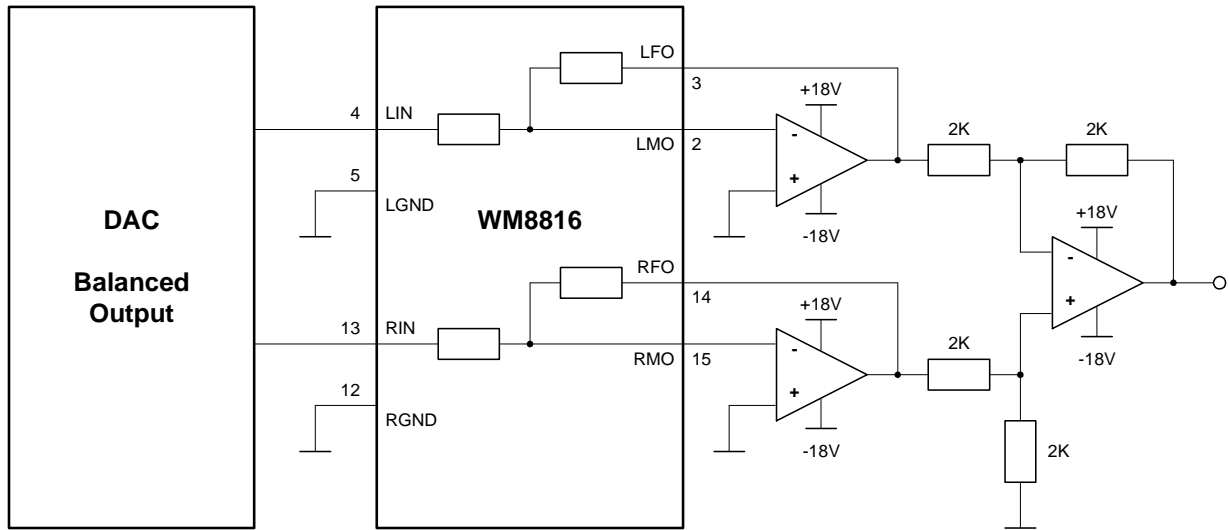 DAC
Balanced
Output
4
LIN
5
LGND
WM8816
LFO
3
LMO
2
+18V
-
+
-18V
2K
2K
+18V
-
+
-18V
13
RIN
12
RGND
RFO
14
RMO
15
+18V
-
+
-18V
2K
2K